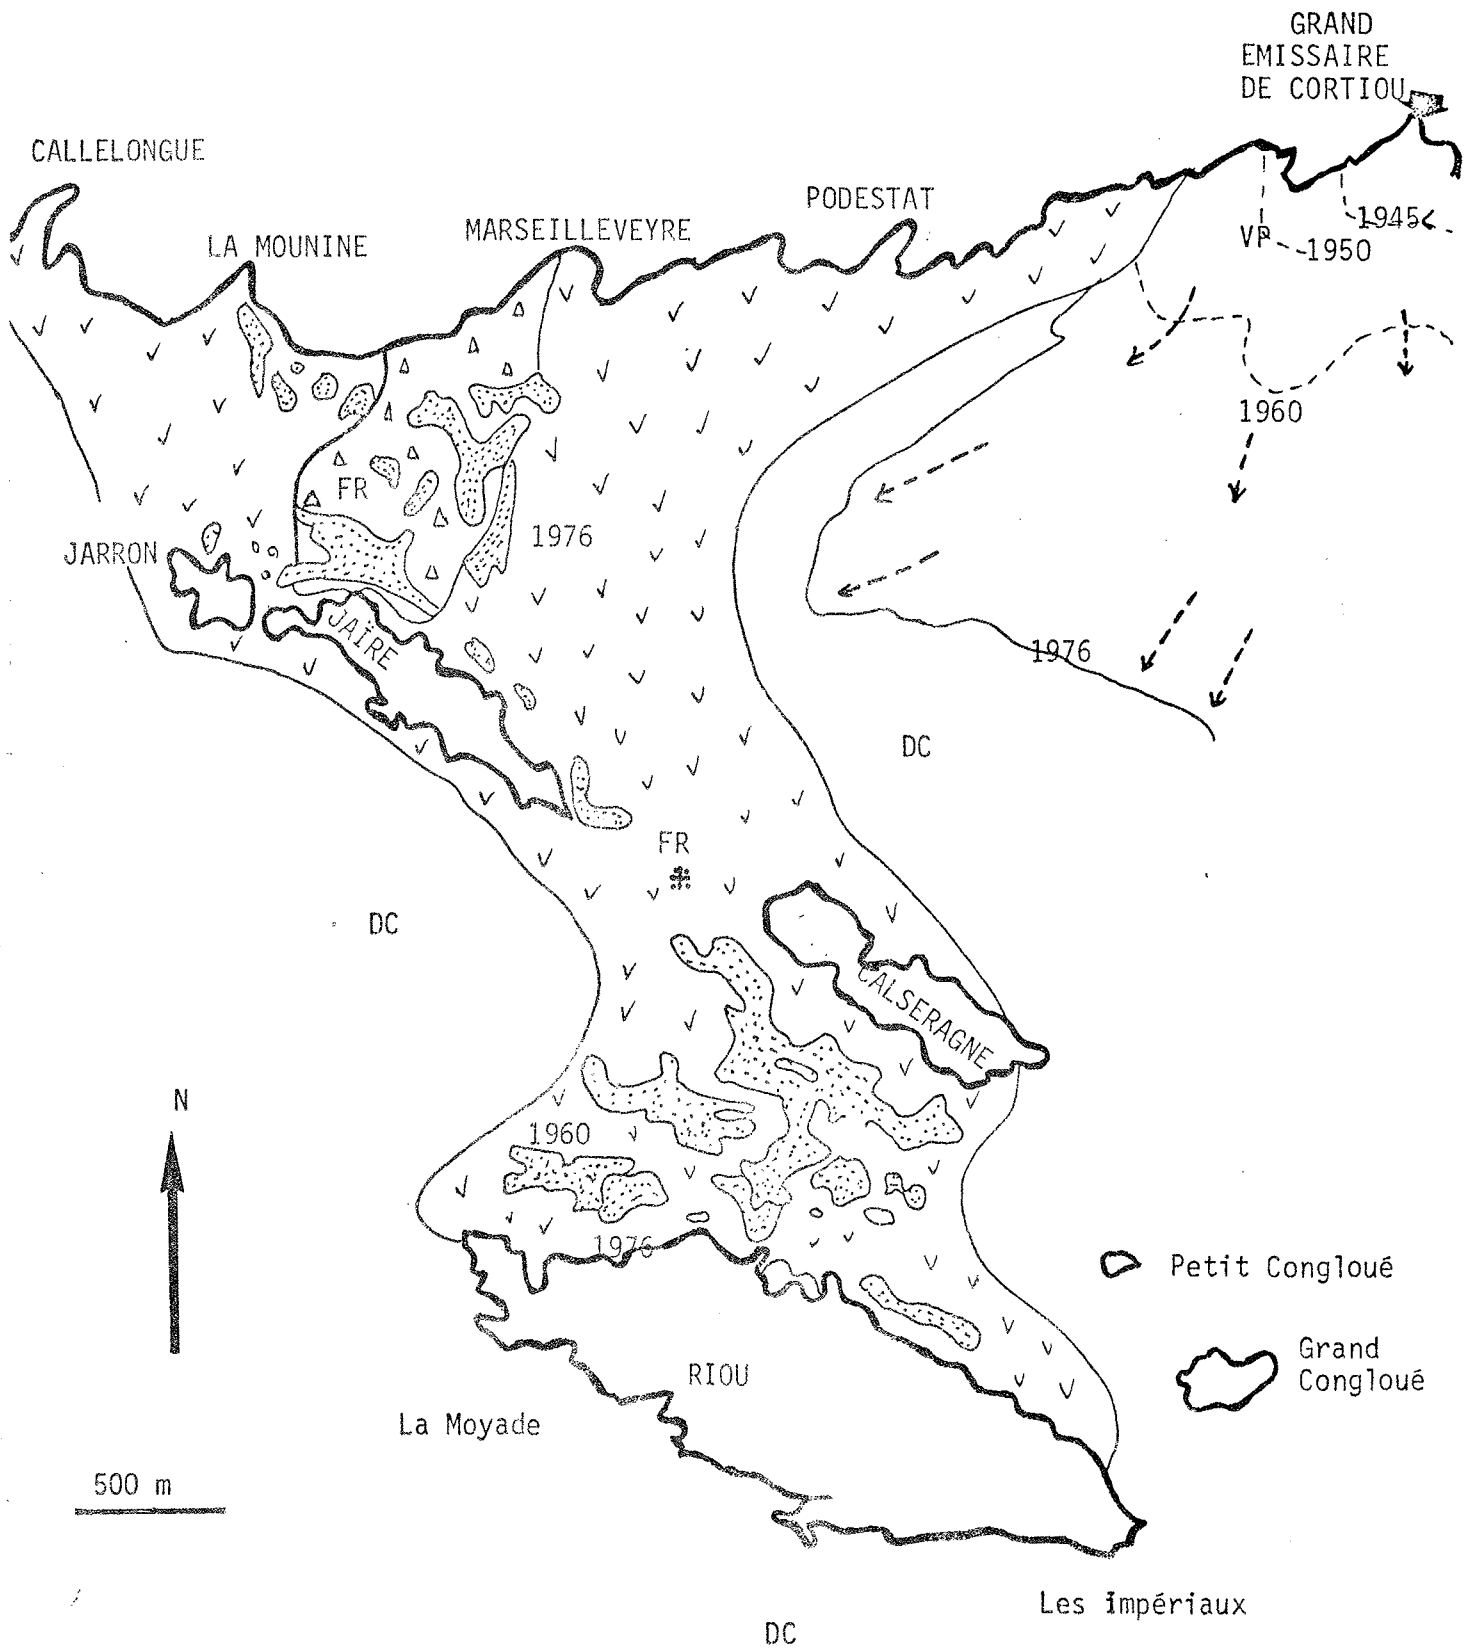 GRAND
EMISSAIRE
DE CORTIOU
CALLELONGUE
PODESTAT
LA MOUNINE
MARSEILLEVEYRE
1945
VP
1950
1960
FR
1976
JARRON
JAÏRE
1976
DC
FR
DC
CALSERAGNE
N
1960
1976
Petit Congloué
Grand
Congloué
RIOU
La Moyade
500 m
Les Impériaux
DC